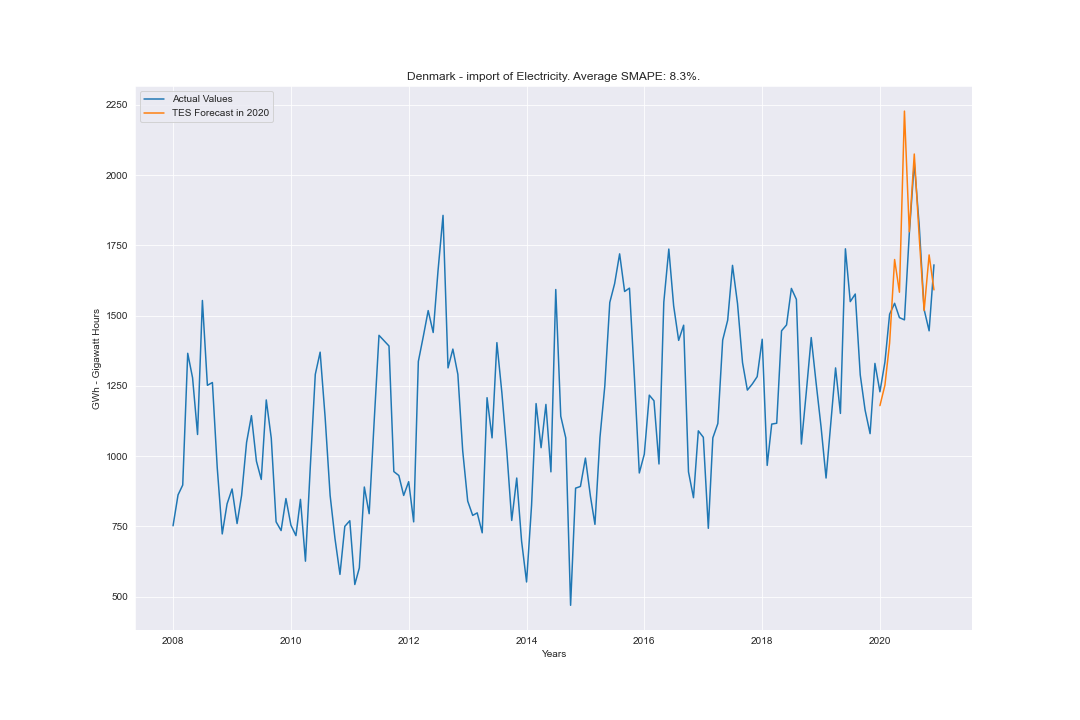 Denmark - import of Electricity. Average SMAPE: 8.3%.
Actual Values
TES Forecast in 2020
2250
2000
1750
1500
1250
1000
750
500
GWh - Gigawatt Hours
2008 2010 2012 2014 2016 2018 2020
Years